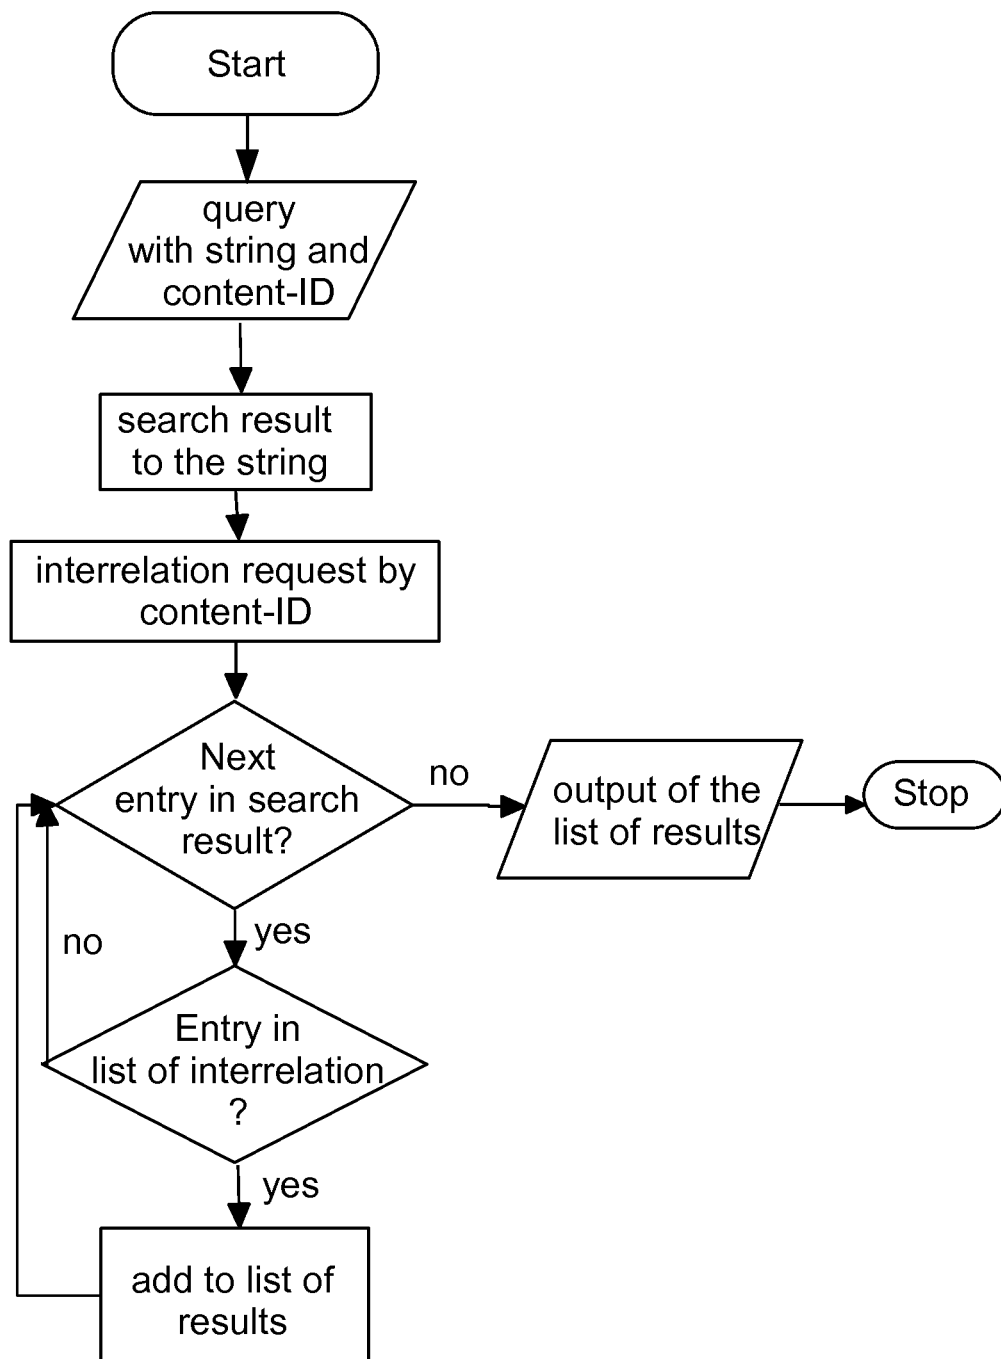 Start
query
with string and
content-ID
search result
to the string
interrelation request by
content-ID
Next
entry in search
result?
no
output of the
list of results
Stop
yes
no
Entry in
list of interrelation
?
yes
add to list of
results